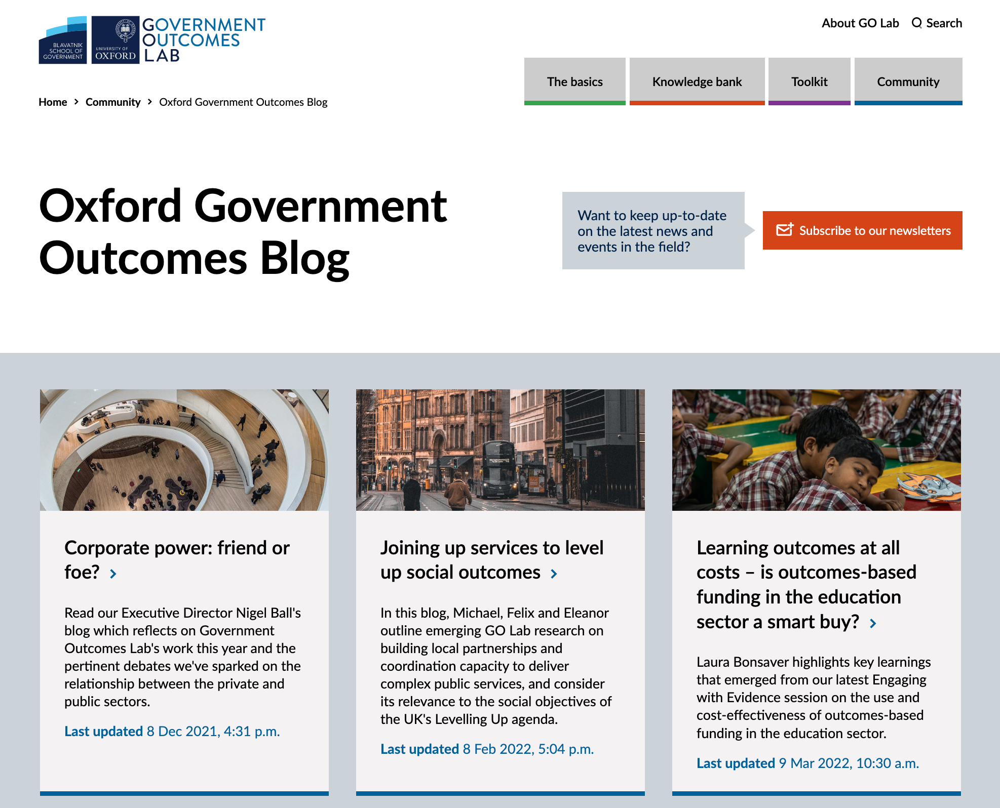 BLAVATNIK
SCHOOL OF
GOVERNMENT
UNIVERSITY OF
OXFORD
GOVERNMENT
OUTCOMES
LAB
About GO Lab
Search
The basics
Knowledge bank
Toolkit
Community
Home > Community > Oxford Government Outcomes Blog
Oxford Government
Outcomes Blog
Want to keep up-to-date
on the latest news and
events in the field?
Subscribe to our newsletters
Corporate power: friend or
foe?
Read our Executive Director Nigel Ball's
blog which reflects on Government
Outcomes Lab's work this year and the
pertinent debates we've sparked on the
relationship between the private and
public sectors.
Last updated 8 Dec 2021, 4:31 p.m.
Joining up services to level
up social outcomes
In this blog, Michael, Felix and Eleanor
outline emerging GO Lab research on
building local partnerships and
coordination capacity to deliver
complex public services, and consider
its relevance to the social objectives of
the UK's Levelling Up agenda.
Last updated 8 Feb 2022, 5:04 p.m.
Learning outcomes at all
costs – is outcomes-based
funding in the education
sector a smart buy?
Laura Bonsaver highlights key learnings
that emerged from our latest Engaging
with Evidence session on the use and
cost-effectiveness of outcomes-based
funding in the education sector.
Last updated 9 Mar 2022, 10:30 a.m.